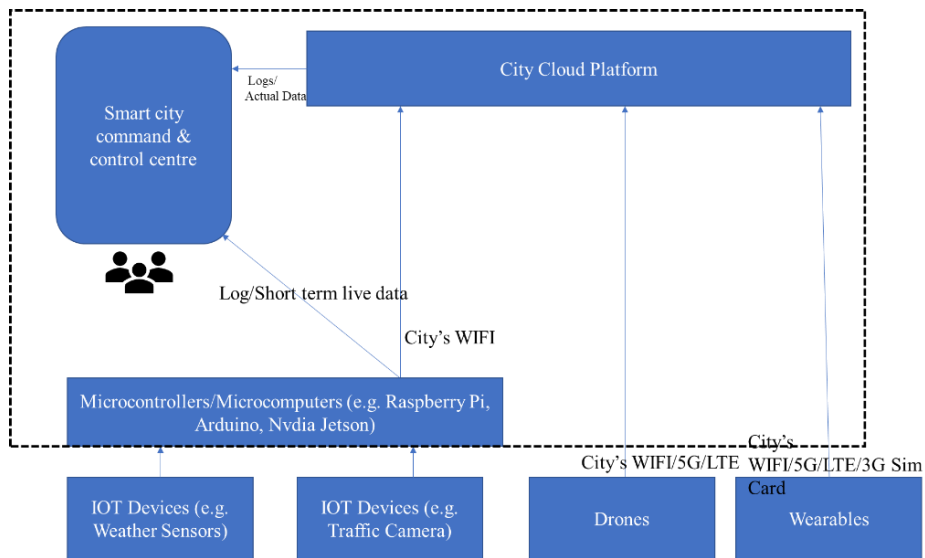 City Cloud Platform
Logs/
Actual Data
Smart city
command &
control centre
Log/Short term live data
City's WIFI
Microcontrollers/Microcomputers (e.g. Raspberry Pi,
Arduino, Nvdia Jetson)
City's WIFI/5G/LTE
City's
WIFI/5G/LTE/3G Sim
Card
IOT Devices (e.g.
Weather Sensors)
IOT Devices (e.g.
Traffic Camera)
Drones
Wearables